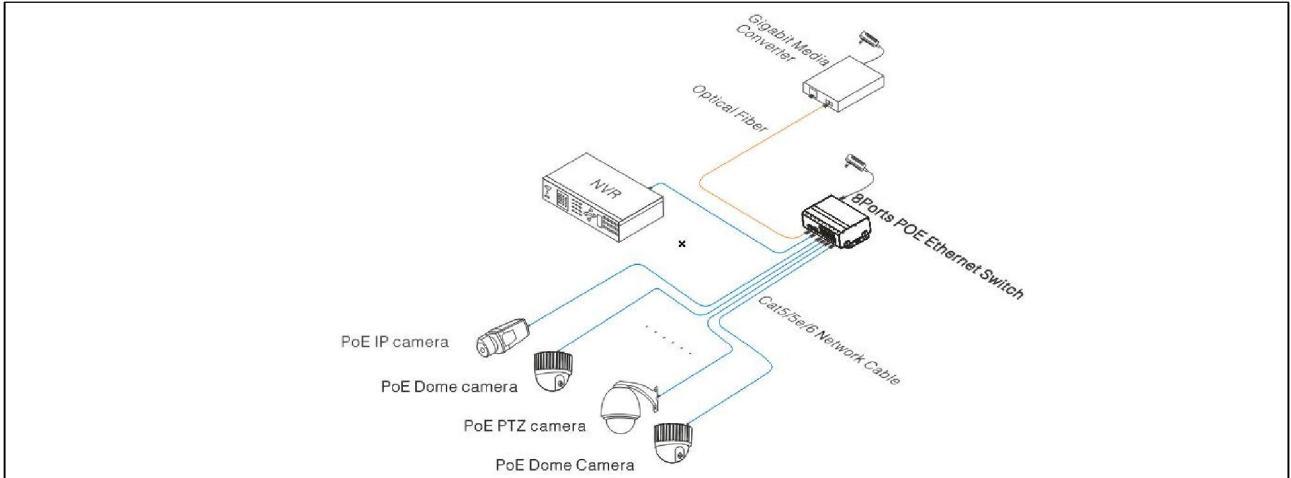 Gigabit Media
Converter
Optical Fiber
NVR
8Ports POE Ethernet Switch
Cat5/5e/6 Network Cable
PoE IP camera
PoE Dome camera
PoE PTZ camera
PoE Dome Camera